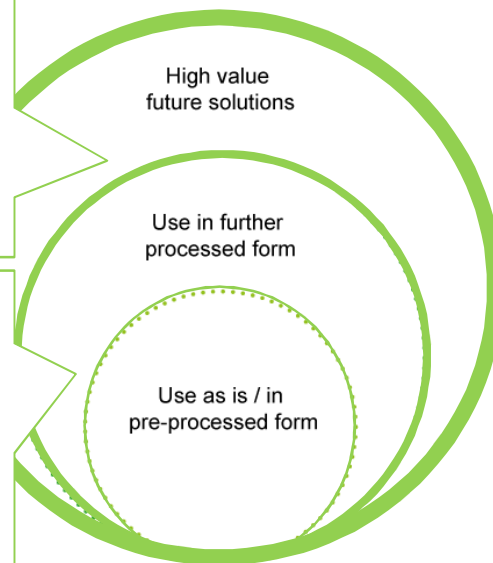 High value
future solutions
Use in further
processed form
Use as is / in
pre-processed form